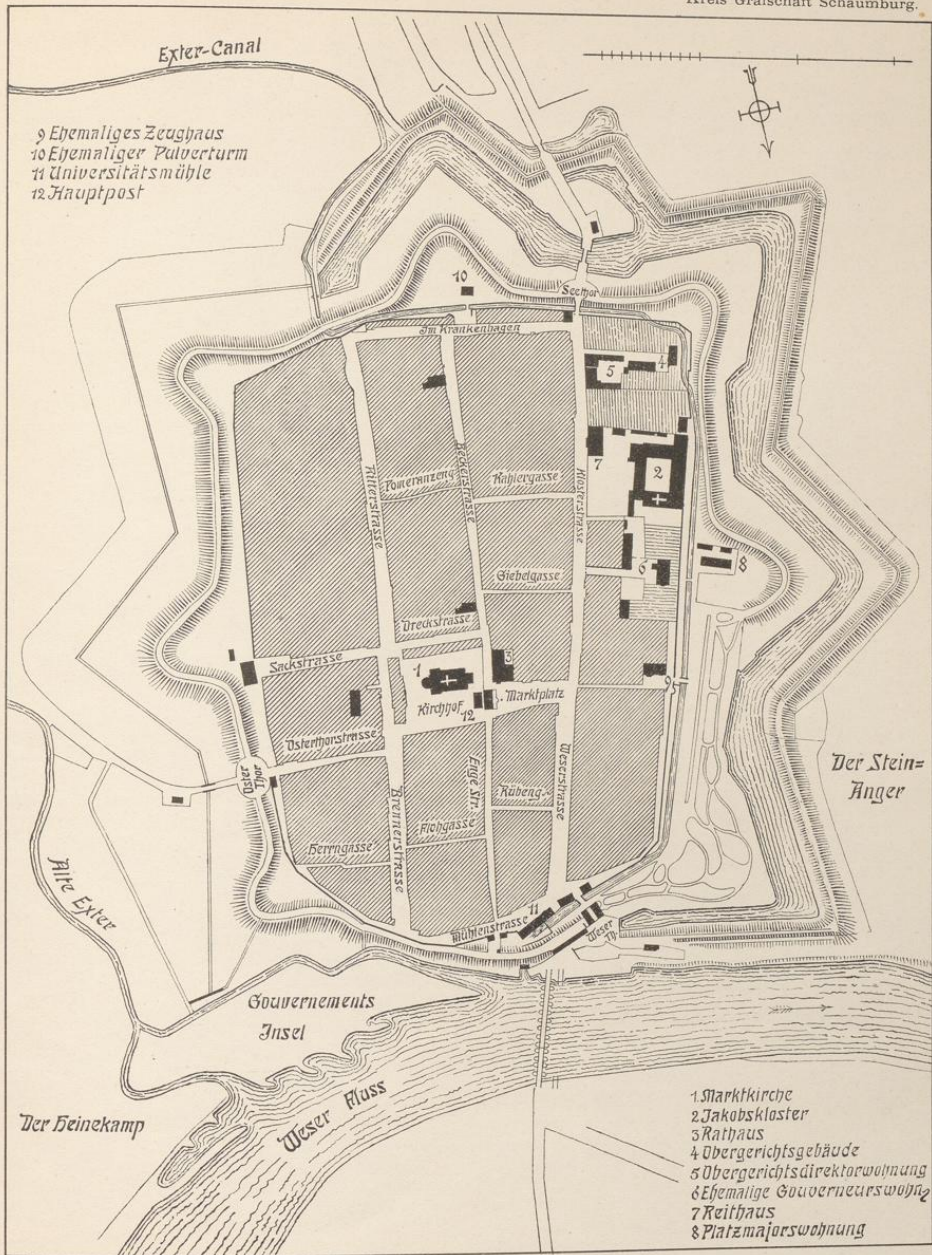 Kreis Grafschaft Schaumburg.
Exter-Canal
9 Ehemaliges Zeughaus
10 Ehemaliger Pulverturm
11 Universitätsmühle
12 Hauptpost
10
Seethor
Im Krankenhagen
4
5
Ritterstrasse
Pomeranzeng.
Beckerstrasse
Kahlergasse
Klosterstrasse
7
2
Giebelgasse
6
8
Dreckstrasse
Sackstrasse
1
3
9
Kirchhof
12
Marktplatz
Osterthorstrasse
Oster Thor
Enge Str.
Weserstrasse
Der Stein=
Anger
Rübeng.
Flohgasse
Brennerstrasse
Herrngasse
Alte Exter
11
Mühlenstrasse
Weser
Th.
Gouvernements
Insel
Weser Fluss
Der Heinekamp
1 Marktkirche
2 Jakobskloster
3 Rathaus
4 Obergerichtsgebäude
5 Obergerichtsdirektorwohnung
6 Ehemalige Gouverneurswohng
7 Reithaus
8 Platzmajorswohnung